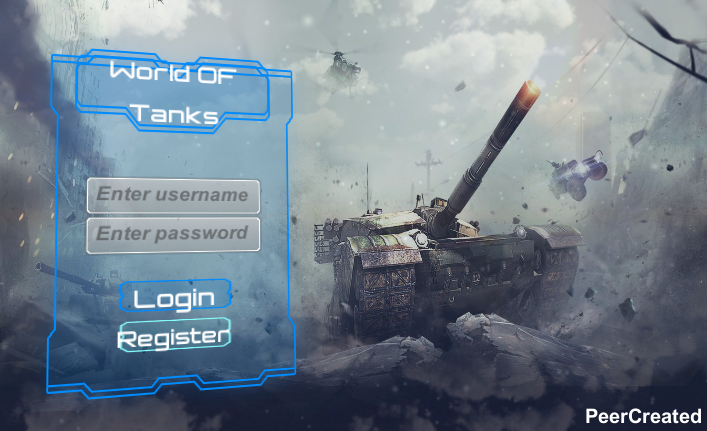 World OF
Tanks
Enter username
Enter password
Login
Register
PeerCreated